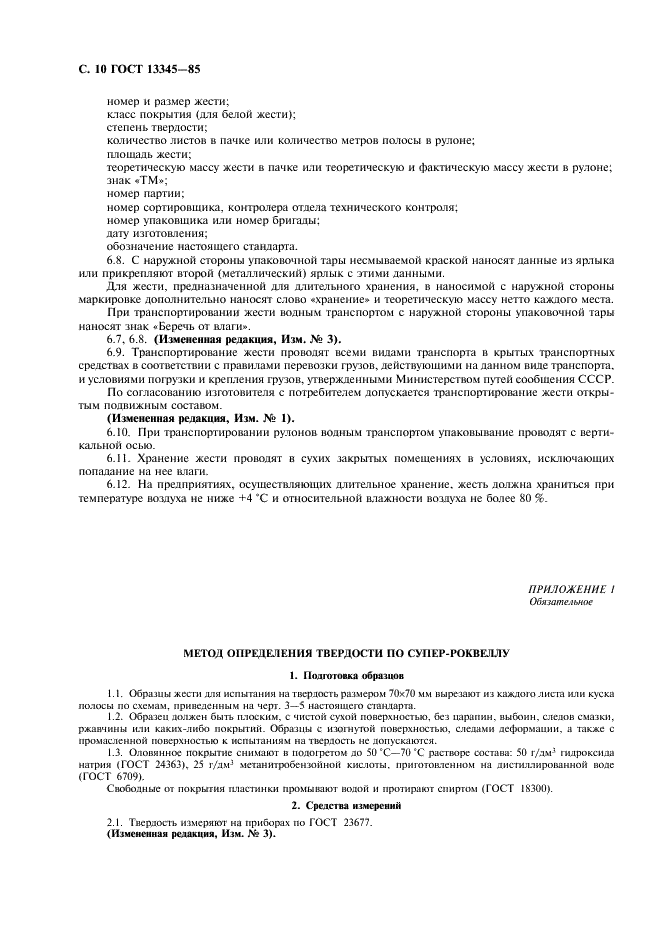 С. 10 ГОСТ 13345—85
номер и размер жести;
класс покрытия (для белой жести);
степень твердости;
количество листов в пачке или количество метров полосы в рулоне;
площадь жести;
теоретическую массу жести в пачке или теоретическую и фактическую массу жести в рулоне;
знак «ТМ»;
номер партии;
номер сортировщика, контролера отдела технического контроля;
номер упаковщика или номер бригады;
дату изготовления;
обозначение настоящего стандарта.
6.8. С наружной стороны упаковочной тары несмываемой краской наносят данные из ярлыка
или прикрепляют второй (металлический) ярлык с этими данными.
Для жести, предназначенной для длительного хранения, в наносимой с наружной стороны
маркировке дополнительно наносят слово «хранение» и теоретическую массу нетто каждого места.
При транспортировании жести водным транспортом с наружной стороны упаковочной тары
наносят знак «Беречь от влаги».
6.7, 6.8. (Измененная редакция, Изм. № 3).
6.9. Транспортирование жести проводят всеми видами транспорта в крытых транспортных
средствах в соответствии с правилами перевозки грузов, действующими на данном виде транспорта,
и условиями погрузки и крепления грузов, утвержденными Министерством путей сообщения СССР.
По согласованию изготовителя с потребителем допускается транспортирование жести откры-
тым подвижным составом.
(Измененная редакция, Изм. № 1).
6.10. При транспортировании рулонов водным транспортом упаковывание проводят с верти-
кальной осью.
6.11. Хранение жести проводят в сухих закрытых помещениях в условиях, исключающих
попадание на нее влаги.
6.12. На предприятиях, осуществляющих длительное хранение, жесть должна храниться при
температуре воздуха не ниже +4 °С и относительной влажности воздуха не более 80 %.
ПРИЛОЖЕНИЕ 1
Обязательное
МЕТОД ОПРЕДЕЛЕНИЯ ТВЕРДОСТИ ПО СУПЕР-РОКВЕЛЛУ
1. Подготовка образцов
1.1. Образцы жести для испытания на твердость размером 70×70 мм вырезают из каждого листа или куска
полосы по схемам, приведенным на черт. 3—5 настоящего стандарта.
1.2. Образец должен быть плоским, с чистой сухой поверхностью, без царапин, выбоин, следов смазки,
ржавчины или каких-либо покрытий. Образцы с изогнутой поверхностью, следами деформации, а также с
промасленной поверхностью к испытаниям на твердость не допускаются.
1.3. Оловянное покрытие снимают в подогретом до 50 °С—70 °С растворе состава: 50 г/дм³ гидроксида
натрия (ГОСТ 24363), 25 г/дм³ метанитробензойной кислоты, приготовленном на дистиллированной воде
(ГОСТ 6709).
Свободные от покрытия пластинки промывают водой и протирают спиртом (ГОСТ 18300).
2. Средства измерений
2.1. Твердость измеряют на приборах по ГОСТ 23677.
(Измененная редакция, Изм. № 3).